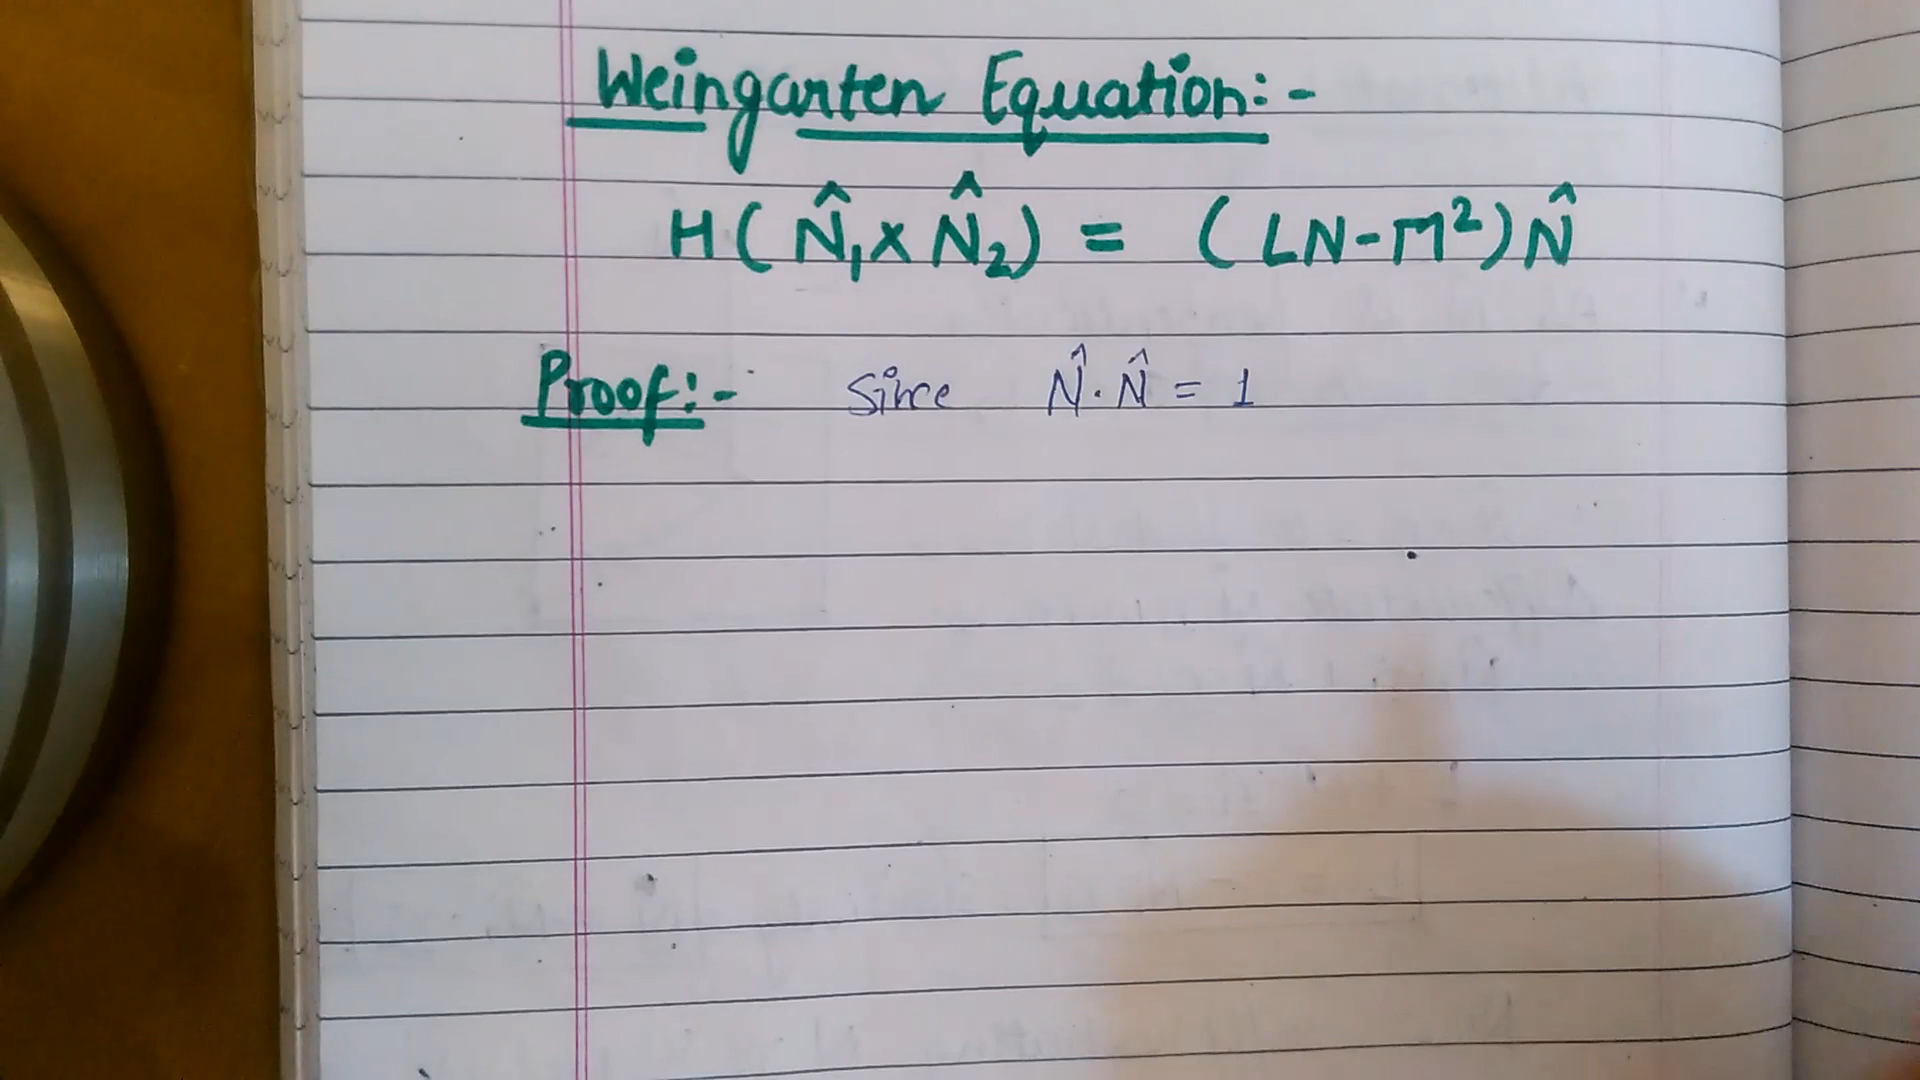 Weingarten Equation:-
H(N̂₁×N̂₂) = (LN-M²)N̂
Proof:- Since N̂.N̂ = 1